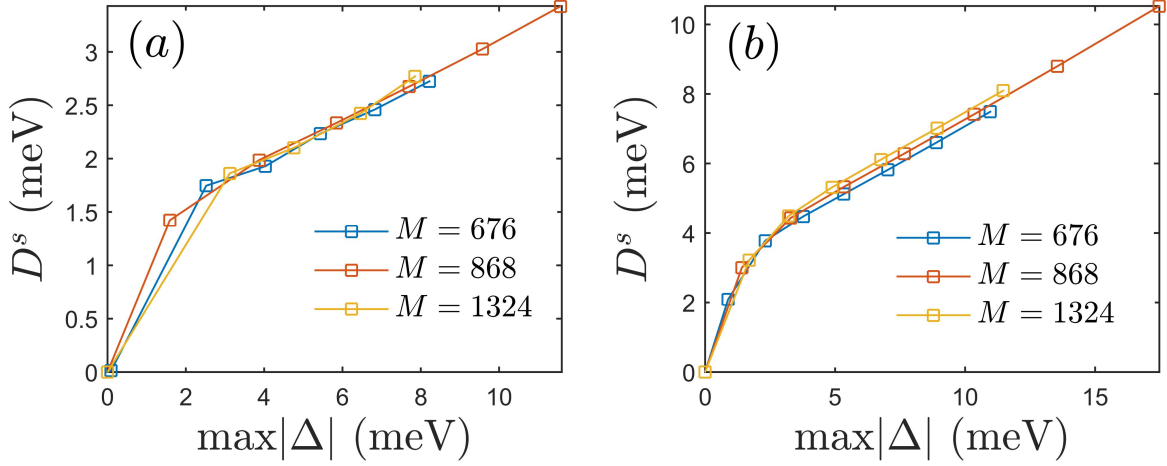 (a)
D^s (meV)
3
2.5
2
1.5
1
0.5
0
M = 676
M = 868
M = 1324
0 2 4 6 8 10
max|Δ| (meV)
(b)
D^s (meV)
10
8
6
4
2
0
M = 676
M = 868
M = 1324
0 5 10 15
max|Δ| (meV)